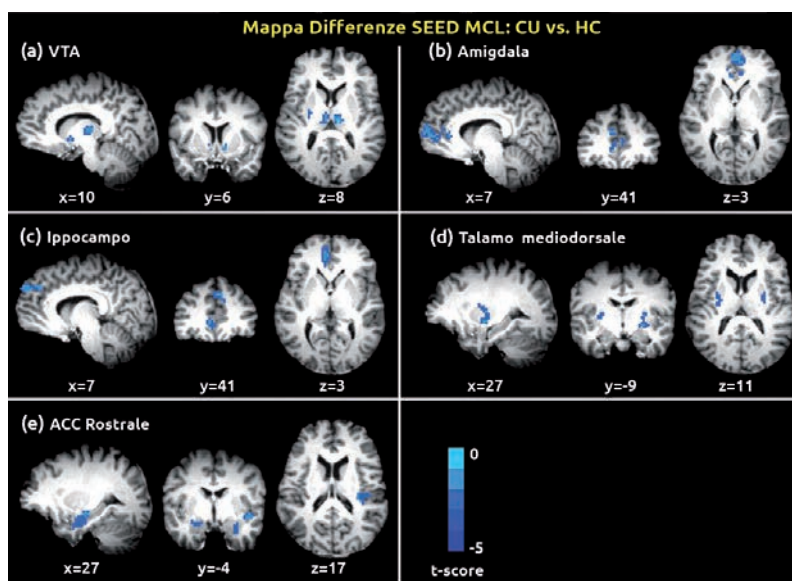 Mappa Differenze SEED MCL: CU vs. HC
(a) VTA
x=10 y=6 z=8
(b) Amigdala
x=7 y=41 z=3
(c) Ippocampo
x=7 y=41 z=3
(d) Talamo mediodorsale
x=27 y=-9 z=11
(e) ACC Rostrale
x=27 y=-4 z=17
0
-5
t-score